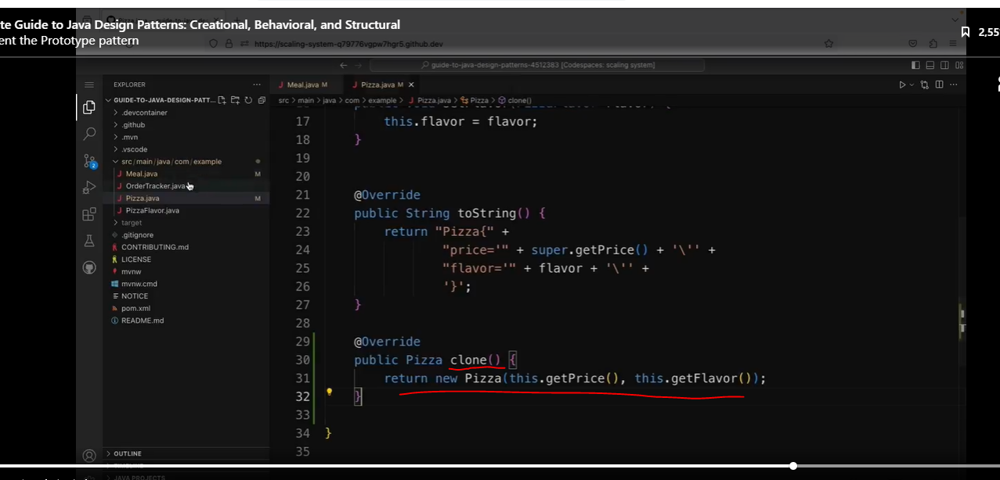 te Guide to Java Design Patterns: Creational, Behavioral, and Structural
ent the Prototype pattern
2,55
https://scaling-system-q79776vgpw7hgr5.github.dev
guide-to-java-design-patterns-4512383 [Codespaces: scaling system]
EXPLORER
GUIDE-TO-JAVA-DESIGN-PATT...
.devcontainer
.github
.mvn
.vscode
src/main/java/com/example
Meal.java M
OrderTracker.java
Pizza.java M
PizzaFlavor.java
target
.gitignore
CONTRIBUTING.md
LICENSE
mvnw
mvnw.cmd
NOTICE
pom.xml
README.md
OUTLINE
TIMELINE
JAVA PROJECTS
2
Meal.java M
Pizza.java M
src > main > java > com > example > Pizza.java > Pizza > clone()
17 this.flavor = flavor;
18 }
19
20
21 @Override
22 public String toString() {
23 return "Pizza{" +
24 "price='" + super.getPrice() + '\'' +
25 "flavor='" + flavor + '\'' +
26 '}';
27 }
28
29 @Override
30 public Pizza clone() {
31 return new Pizza(this.getPrice(), this.getFlavor());
32 }
33
34 }
35